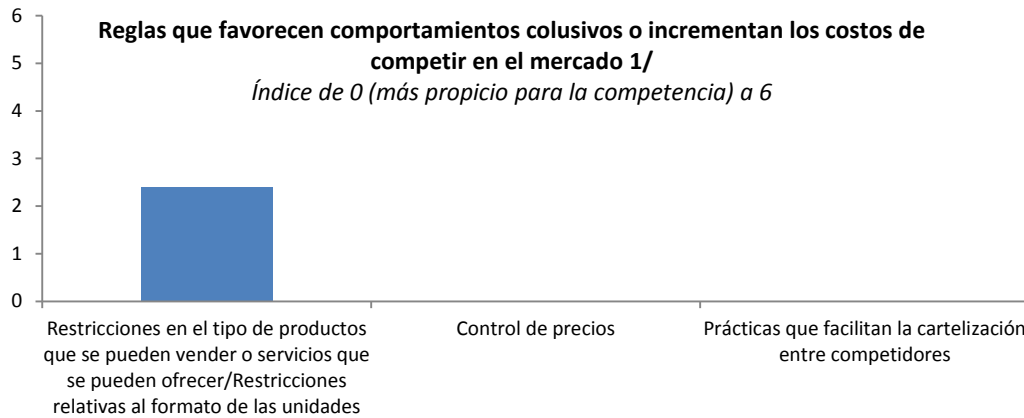 Reglas que favorecen comportamientos colusivos o incrementan los costos de
competir en el mercado 1/
Índice de 0 (más propicio para la competencia) a 6
6
5
4
3
2
1
0
Restricciones en el tipo de productos
que se pueden vender o servicios que
se pueden ofrecer/Restricciones
relativas al formato de las unidades
Control de precios
Prácticas que facilitan la cartelización
entre competidores